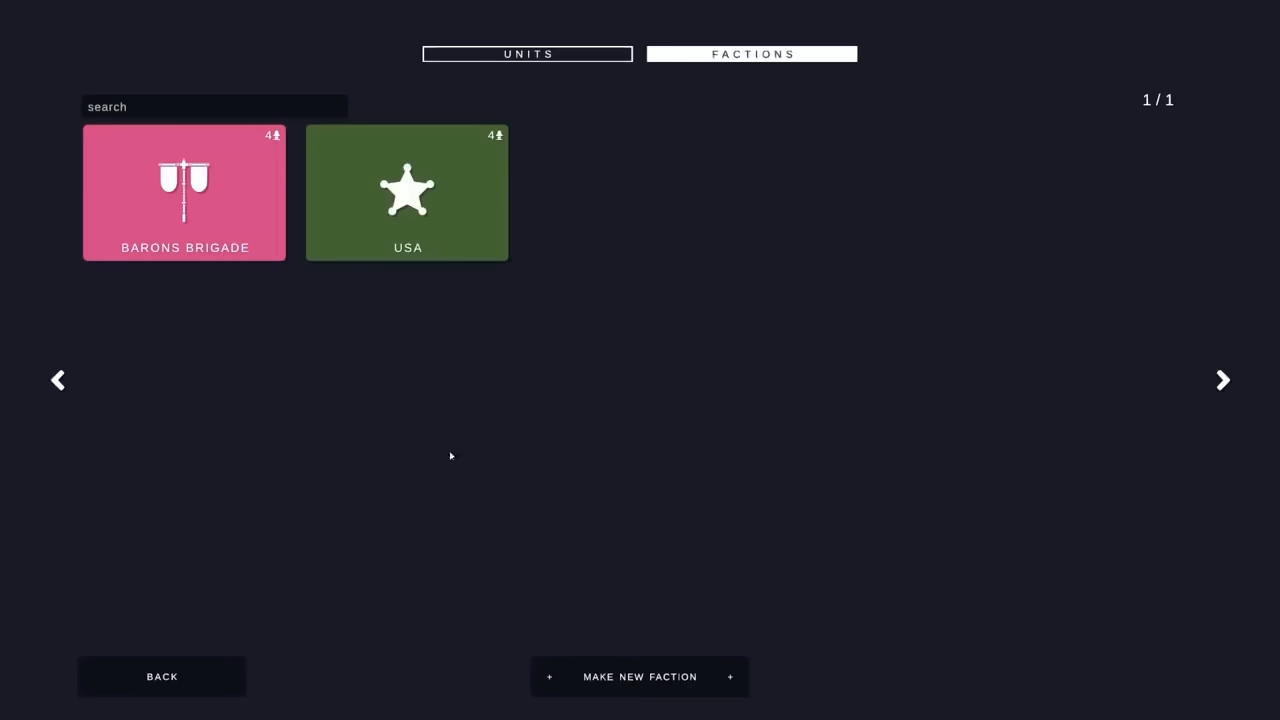 UNITS
FACTIONS
search
1 / 1
4
4
BARONS BRIGADE
USA
BACK
+ MAKE NEW FACTION +